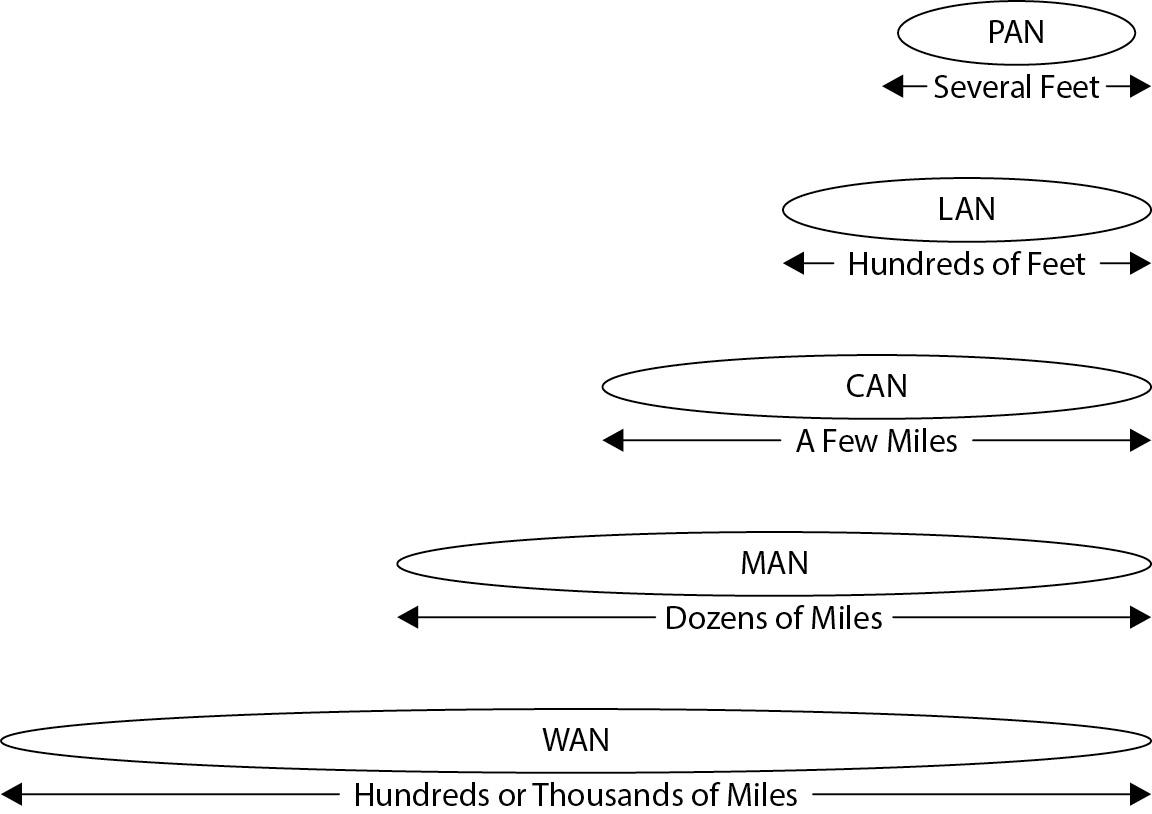 PAN
Several Feet
LAN
Hundreds of Feet
CAN
A Few Miles
MAN
Dozens of Miles
WAN
Hundreds or Thousands of Miles